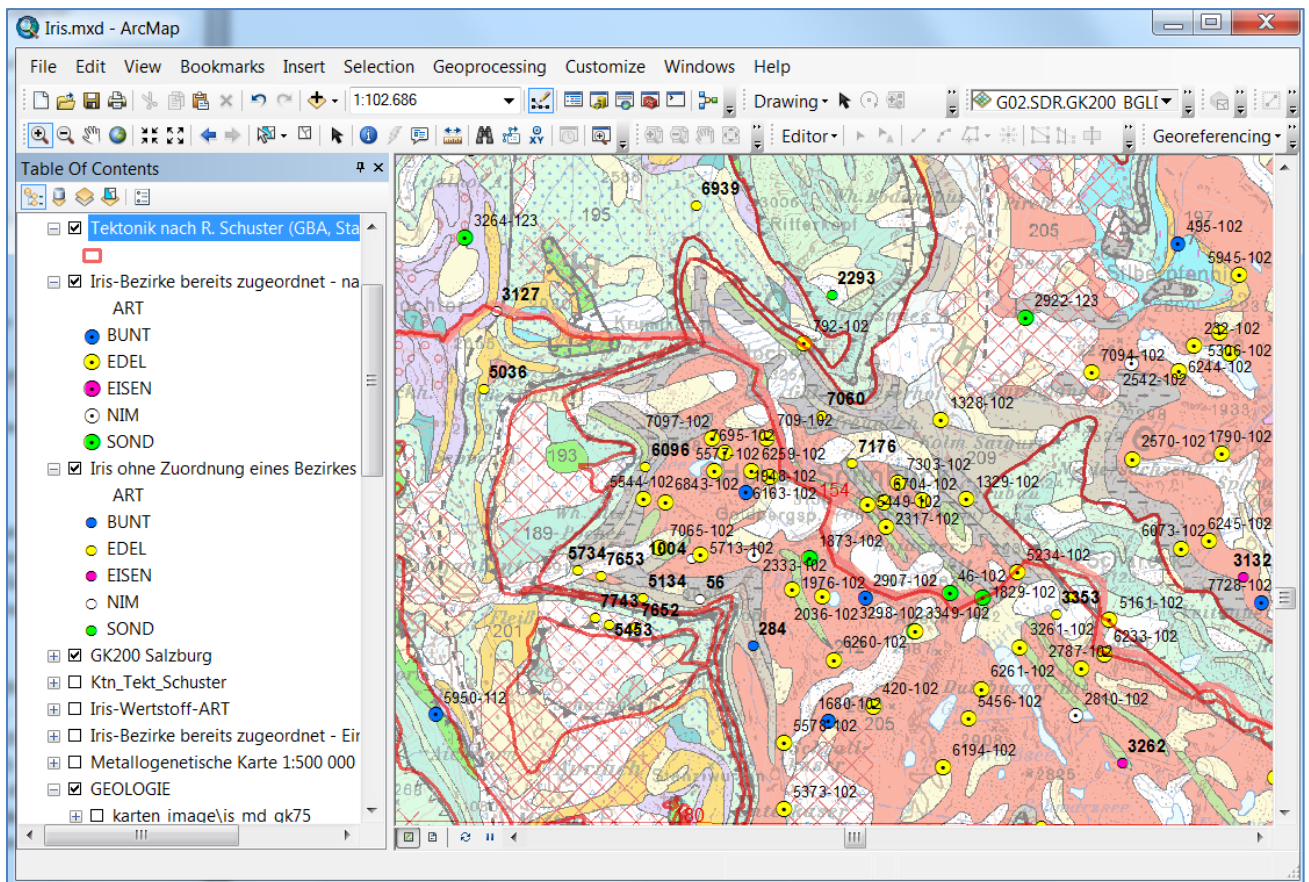 Iris.mxd - ArcMap
File Edit View Bookmarks Insert Selection Geoprocessing Customize Windows Help
1:102.686
Drawing
G02.SDR.GK200_BGL
Editor
Georeferencing
Table Of Contents
Tektonik nach R. Schuster (GBA, Sta
Iris-Bezirke bereits zugeordnet - na
ART
BUNT
EDEL
EISEN
NIM
SOND
Iris ohne Zuordnung eines Bezirkes
ART
BUNT
EDEL
EISEN
NIM
SOND
GK200 Salzburg
Ktn_Tekt_Schuster
Iris-Wertstoff-ART
Iris-Bezirke bereits zugeordnet - Eir
Metallogenetische Karte 1:500 000
GEOLOGIE
karten_image\is_md_gk75
6939
195
3264-123
205
197
495-102
Ritterkopf
5945-102
2293
3127
2922-123
792-102
232-102
5306-102
7094-102
6244-102
2542-102
5036
7060
1328-102
7097-102
709-102
7695-102
2570-102
1790-102
193
6096
5577-102
6259-102
7176
209
7303-102
5544-102
6843-102
1948-102
6163-102
154
6704-102
1329-102
5449-102
2317-102
189
7065-102
1004
5713-102
1873-102
6073-102
6245-102
5734
7653
2333-102
5234-102
3132
5134
56
1976-102
2907-102
46-102
1829-102
7728-102
7743
7652
2036-102
3298-102
3349-102
3353
5161-102
5453
201
284
3261-102
6233-102
6260-102
2787-102
6261-102
5950-112
420-102
1680-102
205
5456-102
2810-102
5578-102
3262
6194-102
5373-102